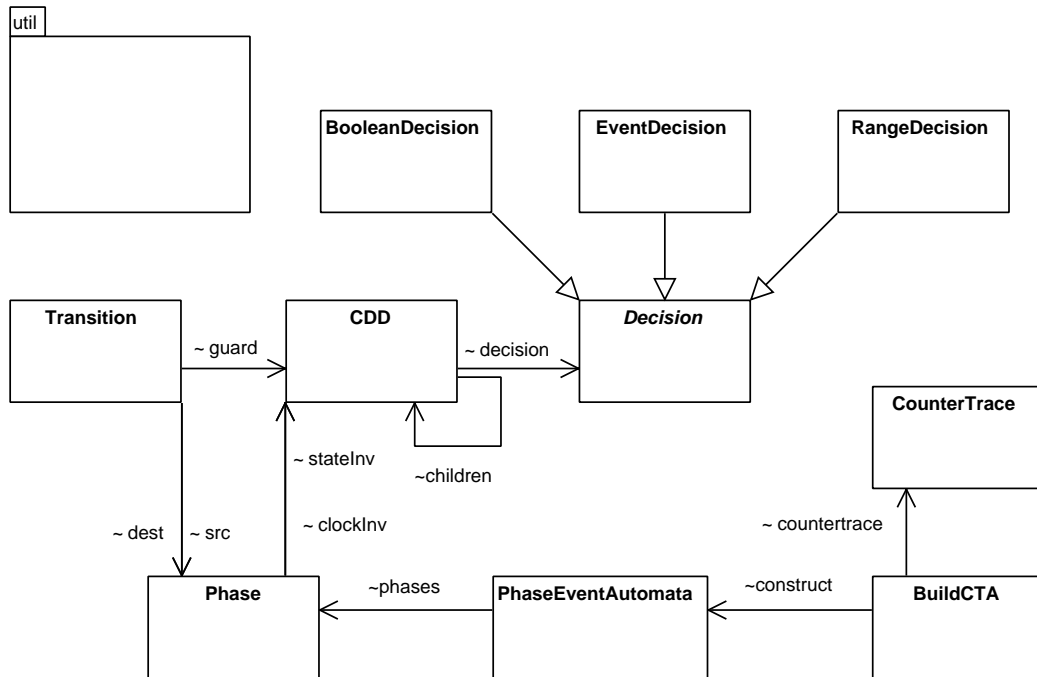 util
BooleanDecision
EventDecision
RangeDecision
Transition
CDD
Decision
~ guard
~ decision
CounterTrace
~ stateInv
~children
~ dest
~ src
~ clockInv
~ countertrace
Phase
~phases
PhaseEventAutomata
~construct
BuildCTA